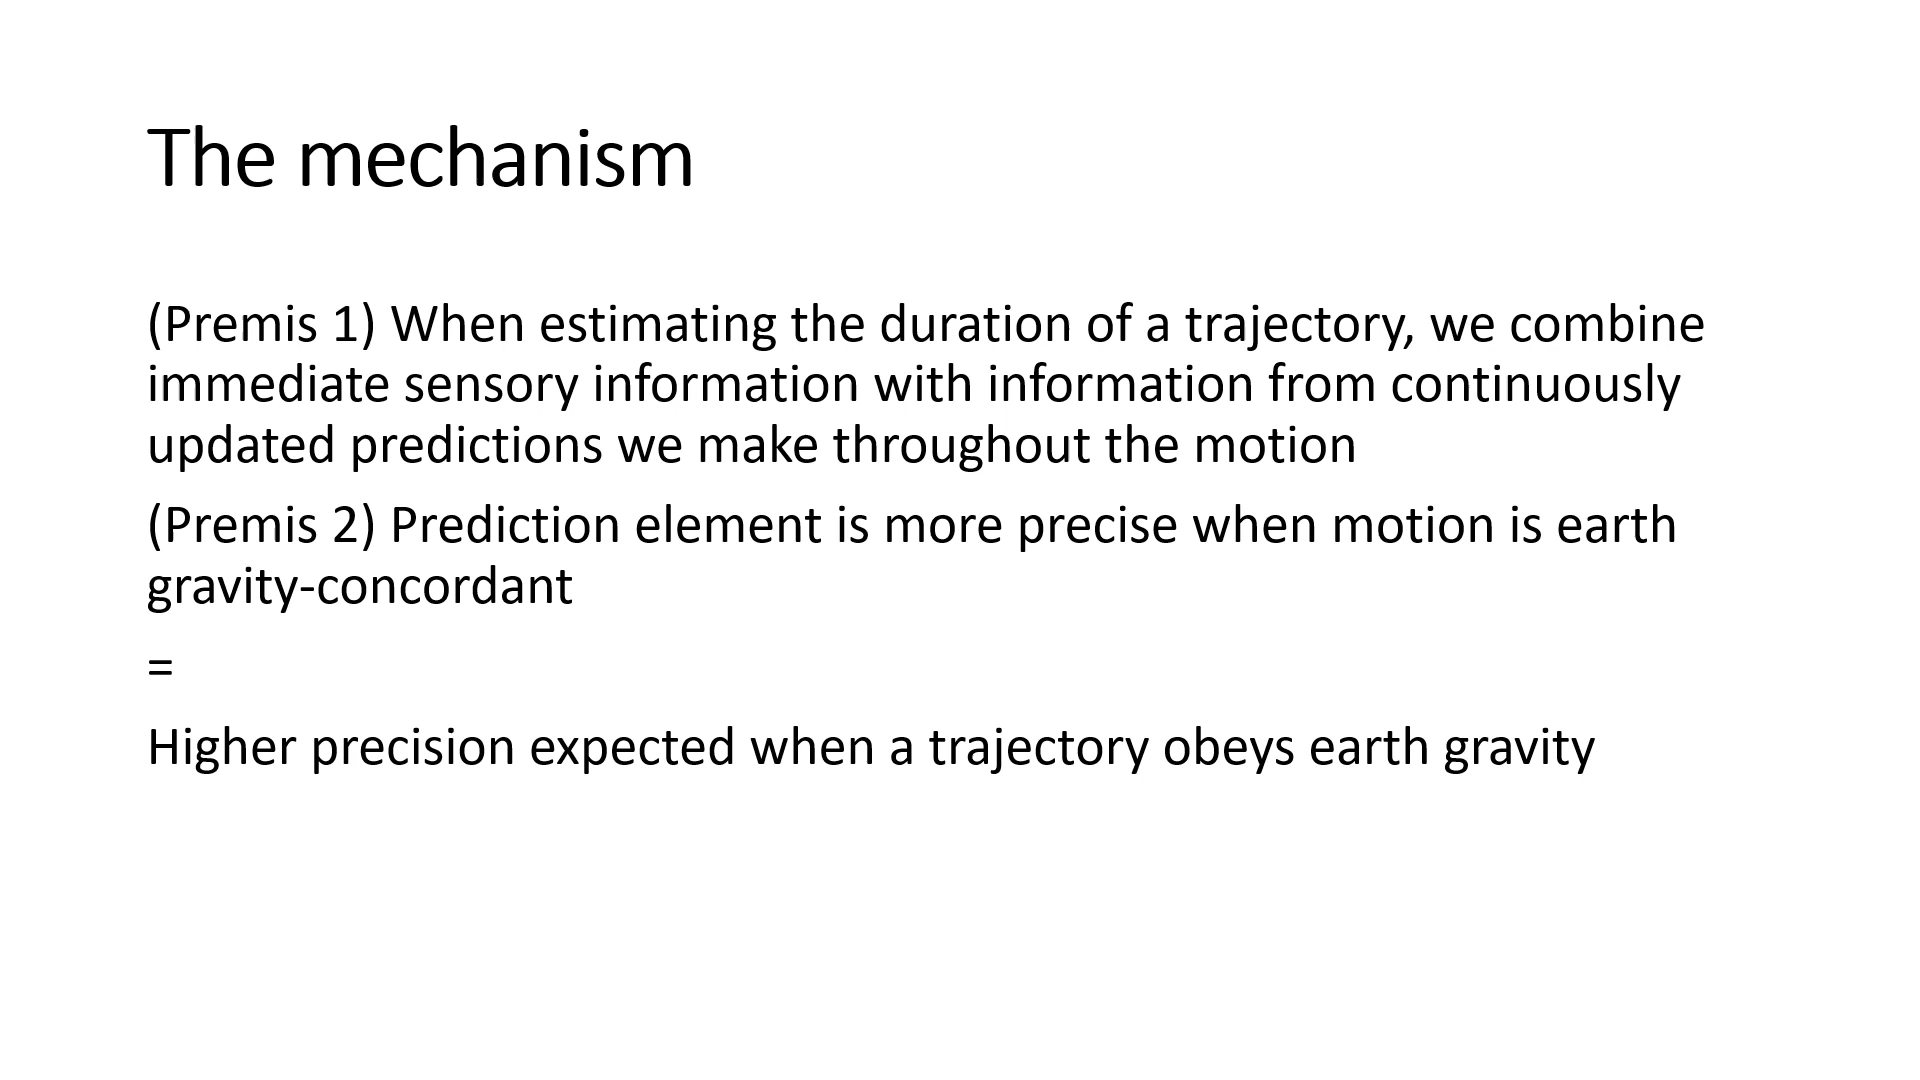 The mechanism
(Premis 1) When estimating the duration of a trajectory, we combine
immediate sensory information with information from continuously
updated predictions we make throughout the motion
(Premis 2) Prediction element is more precise when motion is earth
gravity-concordant
=
Higher precision expected when a trajectory obeys earth gravity